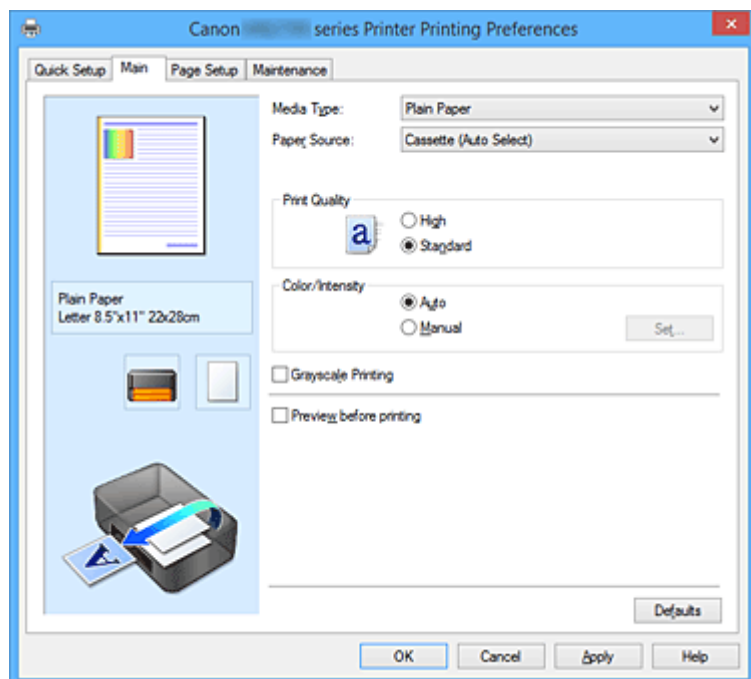 Canon series Printer Printing Preferences
Quick Setup Main Page Setup Maintenance
Media Type: Plain Paper
Paper Source: Cassette (Auto Select)
Print Quality
a
High
Standard
Plain Paper
Letter 8.5"x11" 22x28cm
Color/Intensity
Auto
Manual
Set...
Grayscale Printing
Preview before printing
A
Defaults
OK Cancel Apply Help